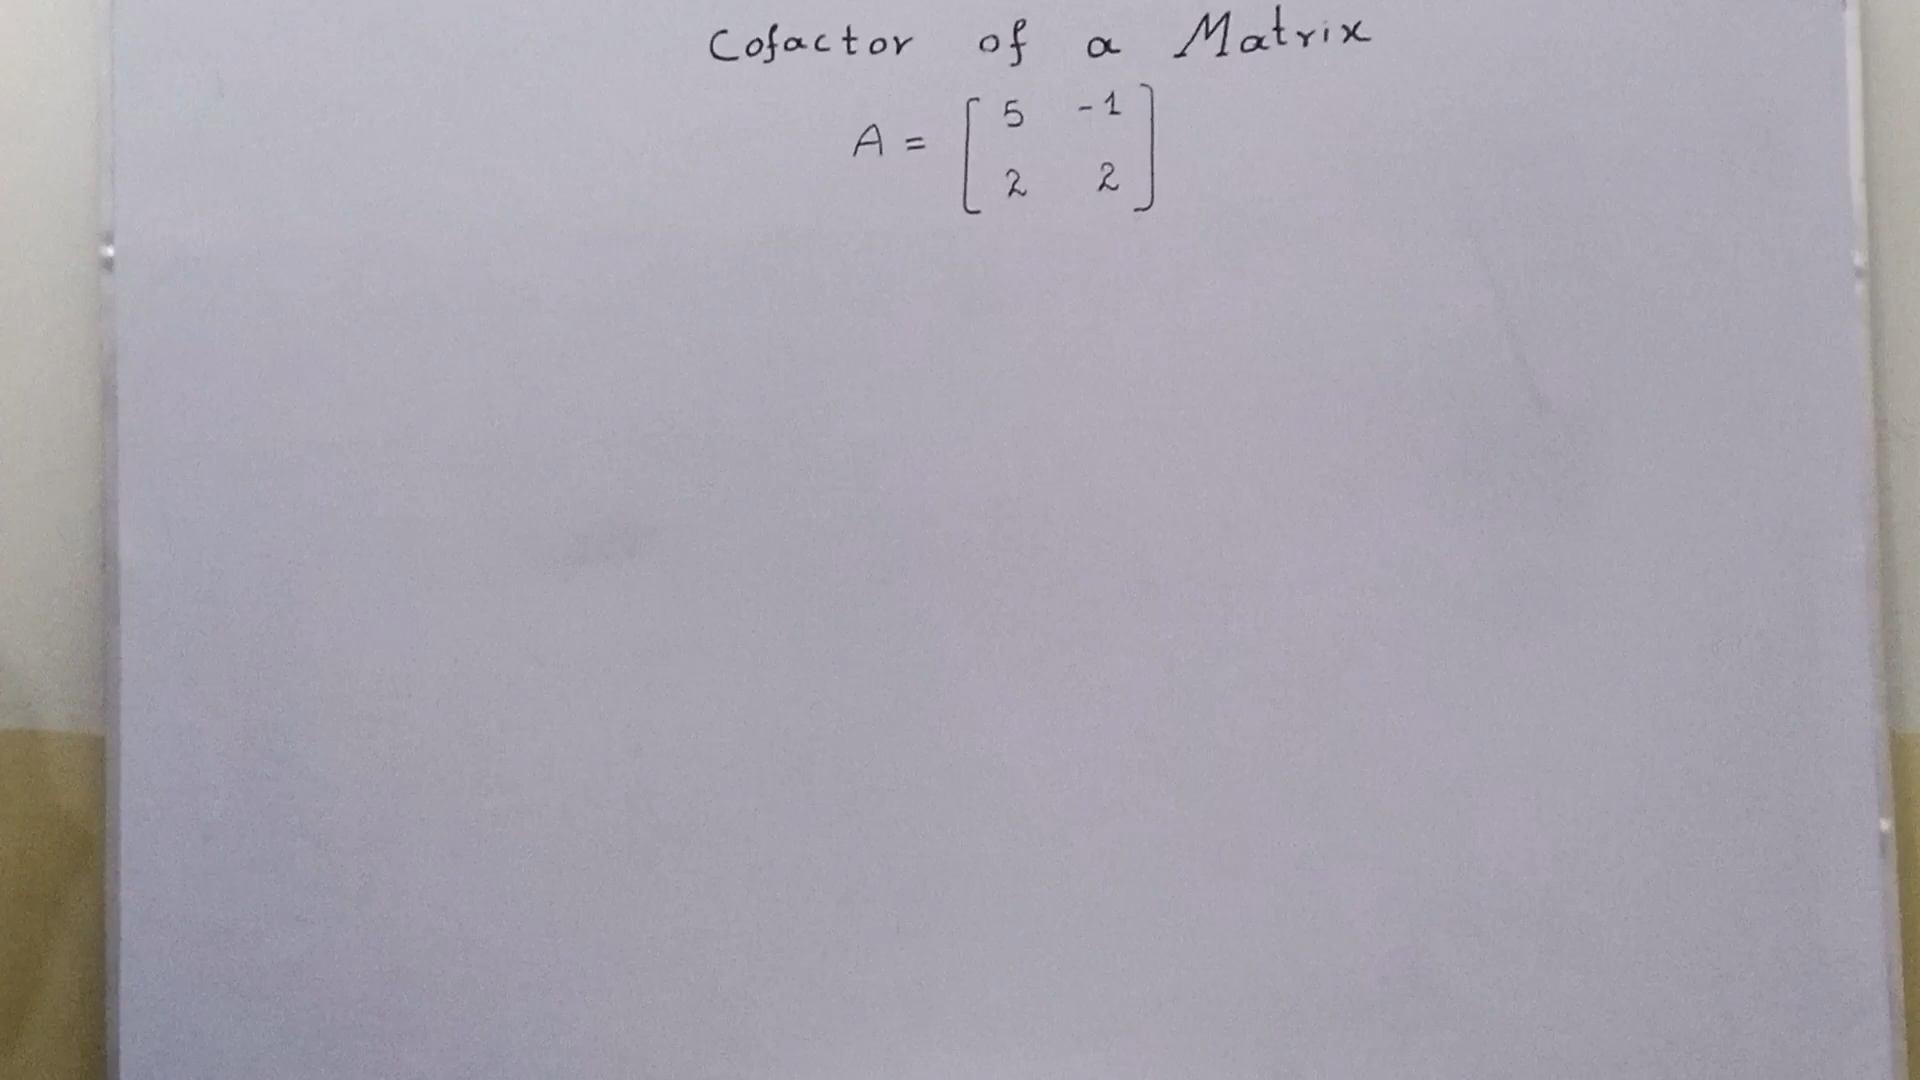 Cofactor of a Matrix
A = [ 5 -1
2 2 ]